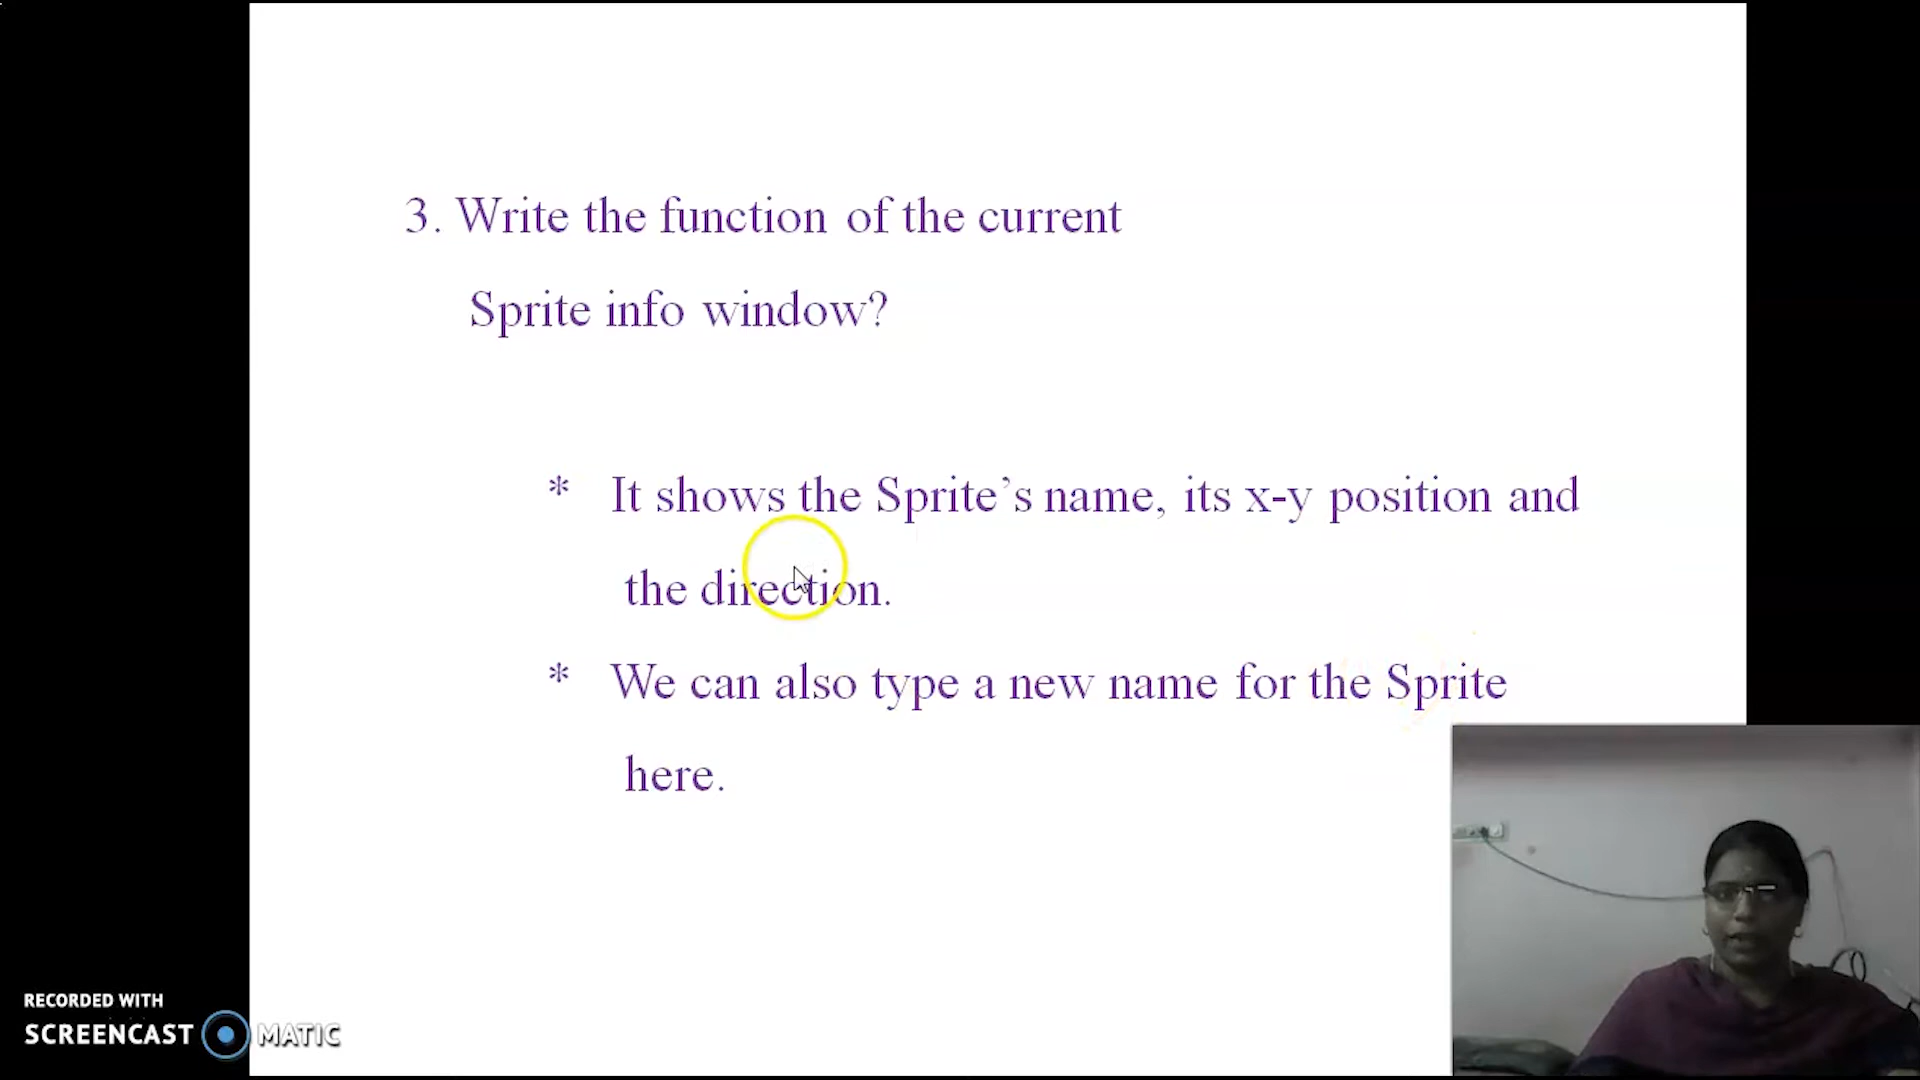 3. Write the function of the current
Sprite info window?
* It shows the Sprite’s name, its x-y position and
the direction.
* We can also type a new name for the Sprite
here.
RECORDED WITH
SCREENCAST MATIC